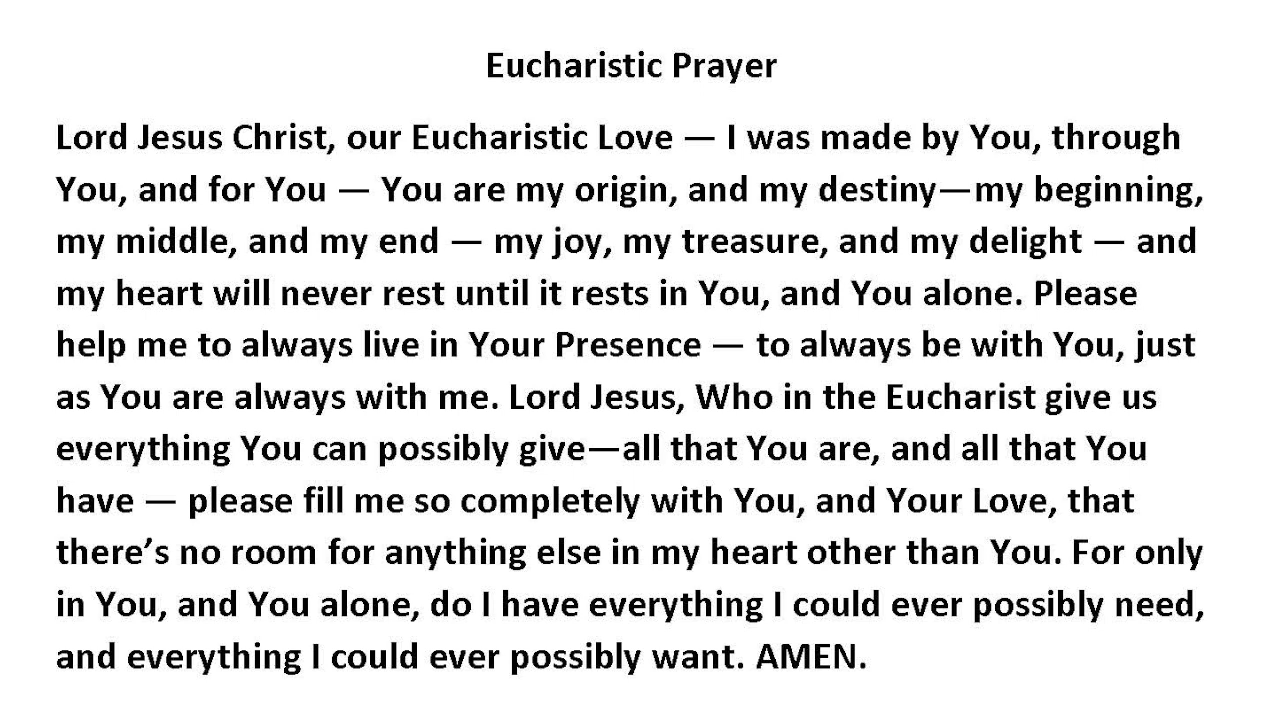 Eucharistic Prayer
Lord Jesus Christ, our Eucharistic Love — I was made by You, through
You, and for You — You are my origin, and my destiny—my beginning,
my middle, and my end — my joy, my treasure, and my delight — and
my heart will never rest until it rests in You, and You alone. Please
help me to always live in Your Presence — to always be with You, just
as You are always with me. Lord Jesus, Who in the Eucharist give us
everything You can possibly give—all that You are, and all that You
have — please fill me so completely with You, and Your Love, that
there’s no room for anything else in my heart other than You. For only
in You, and You alone, do I have everything I could ever possibly need,
and everything I could ever possibly want. AMEN.